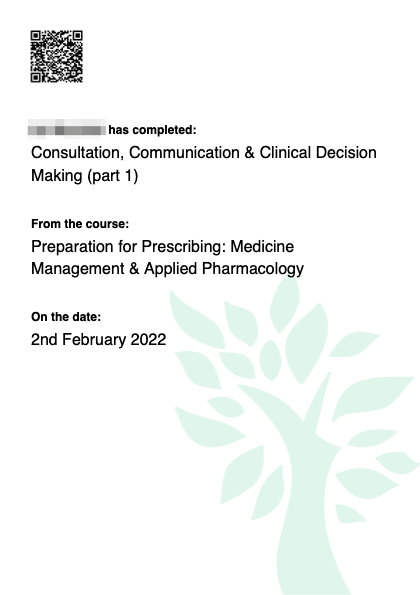 has completed:
Consultation, Communication & Clinical Decision
Making (part 1)
From the course:
Preparation for Prescribing: Medicine
Management & Applied Pharmacology
On the date:
2nd February 2022